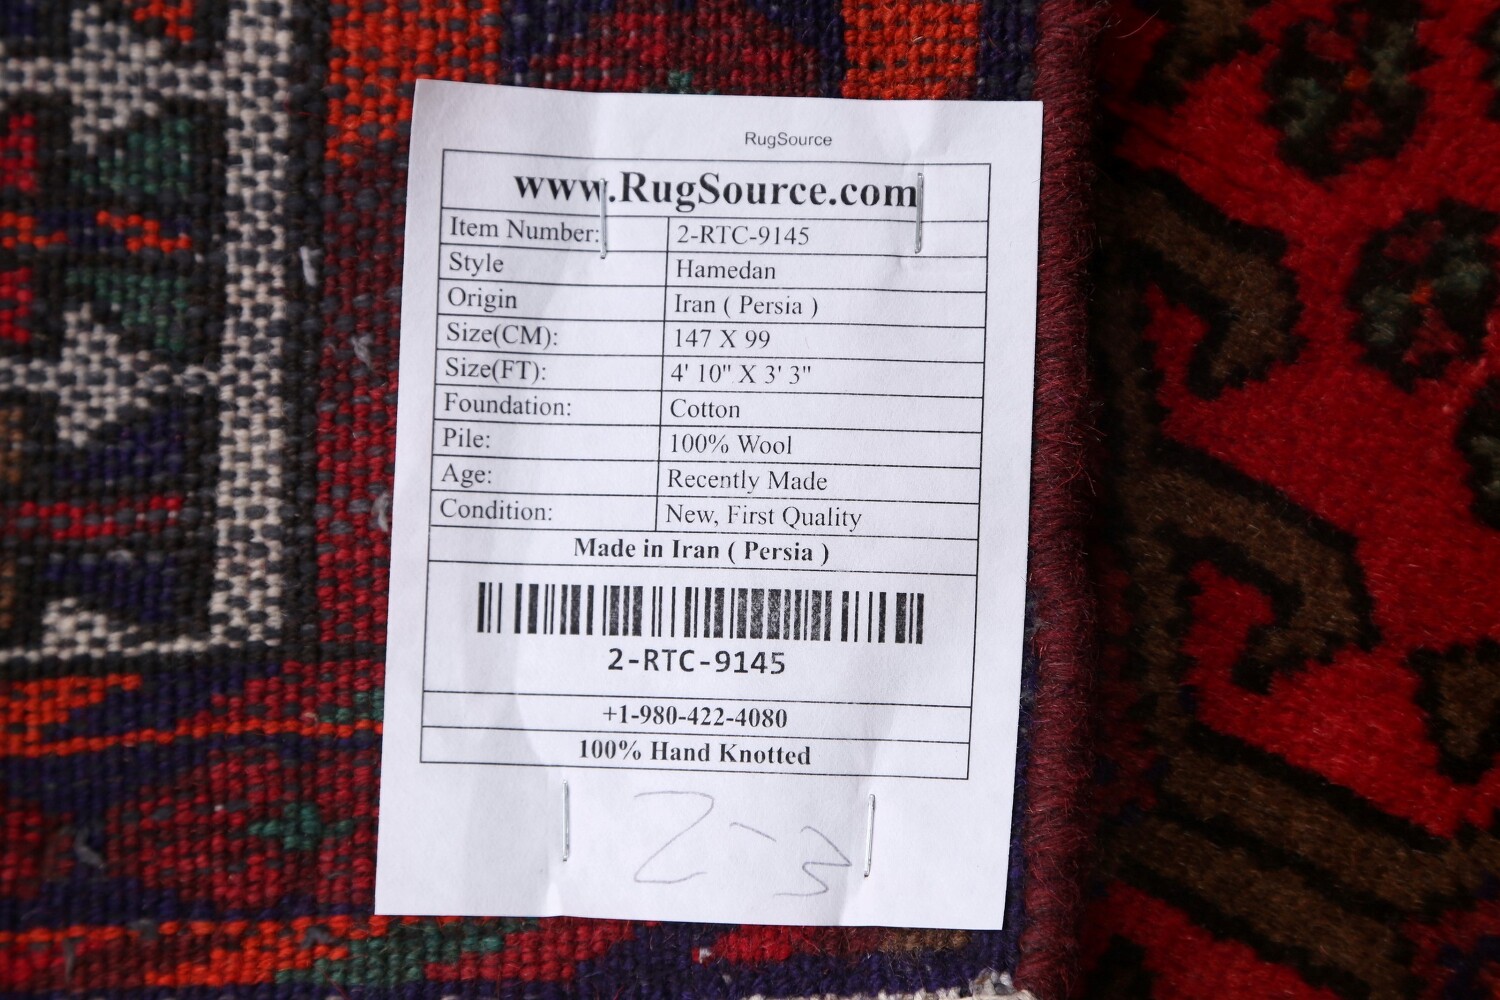 RugSource
www.RugSource.com
Item Number: 2-RTC-9145
Style Hamedan
Origin Iran ( Persia )
Size(CM): 147 X 99
Size(FT): 4' 10" X 3' 3"
Foundation: Cotton
Pile: 100% Wool
Age: Recently Made
Condition: New, First Quality
Made in Iran ( Persia )
2-RTC-9145
+1-980-422-4080
100% Hand Knotted
2-3